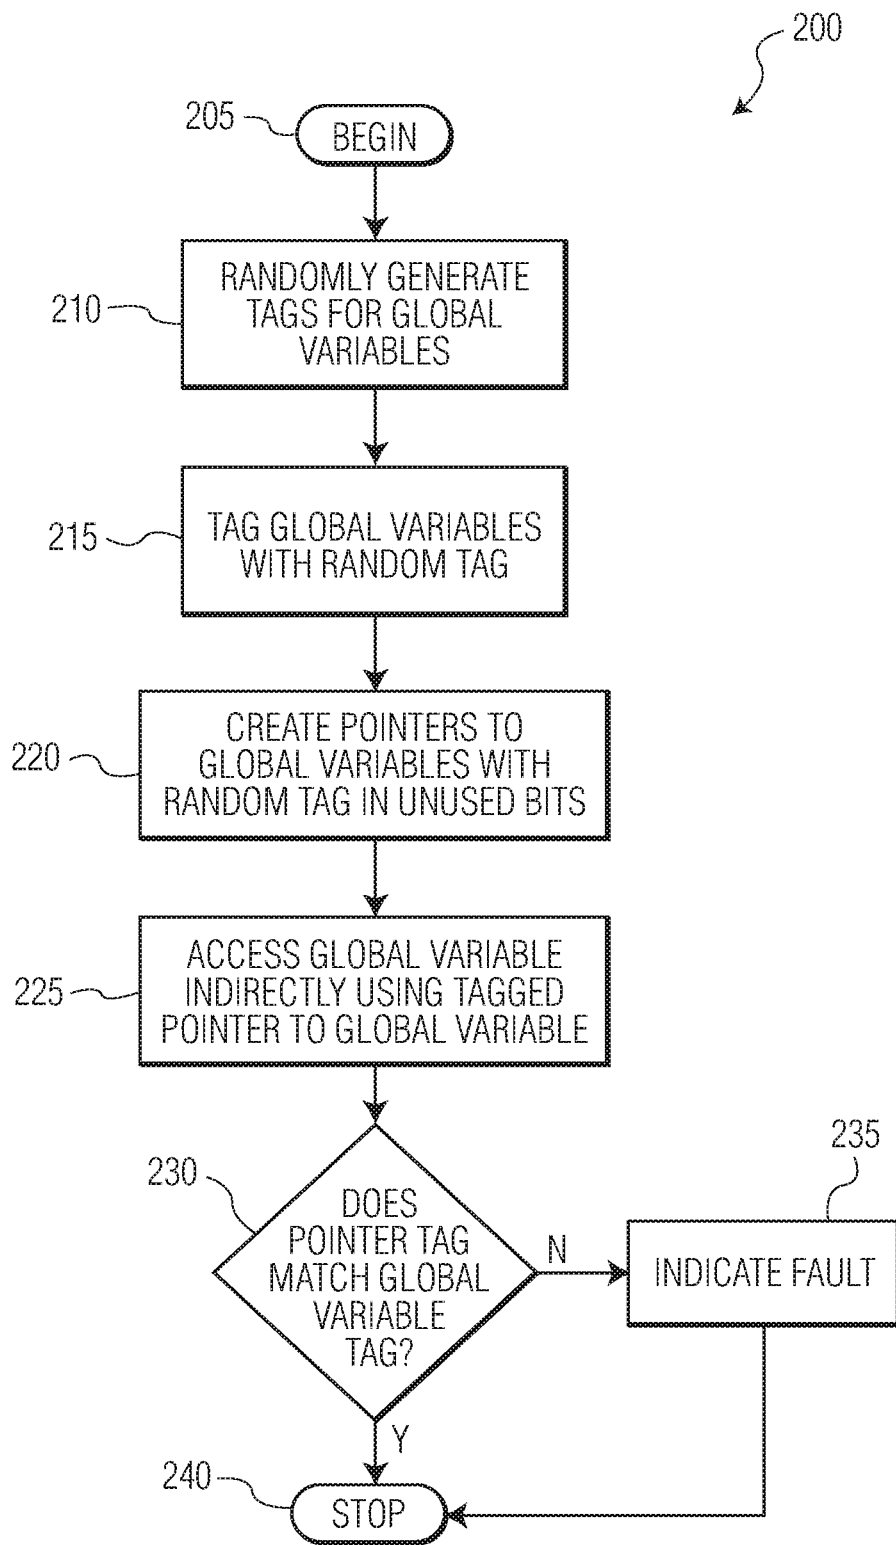 200
205
BEGIN
210
RANDOMLY GENERATE
TAGS FOR GLOBAL
VARIABLES
215
TAG GLOBAL VARIABLES
WITH RANDOM TAG
220
CREATE POINTERS TO
GLOBAL VARIABLES WITH
RANDOM TAG IN UNUSED BITS
225
ACCESS GLOBAL VARIABLE
INDIRECTLY USING TAGGED
POINTER TO GLOBAL VARIABLE
230
DOES
POINTER TAG
MATCH GLOBAL
VARIABLE
TAG?
N
235
INDICATE FAULT
Y
240
STOP